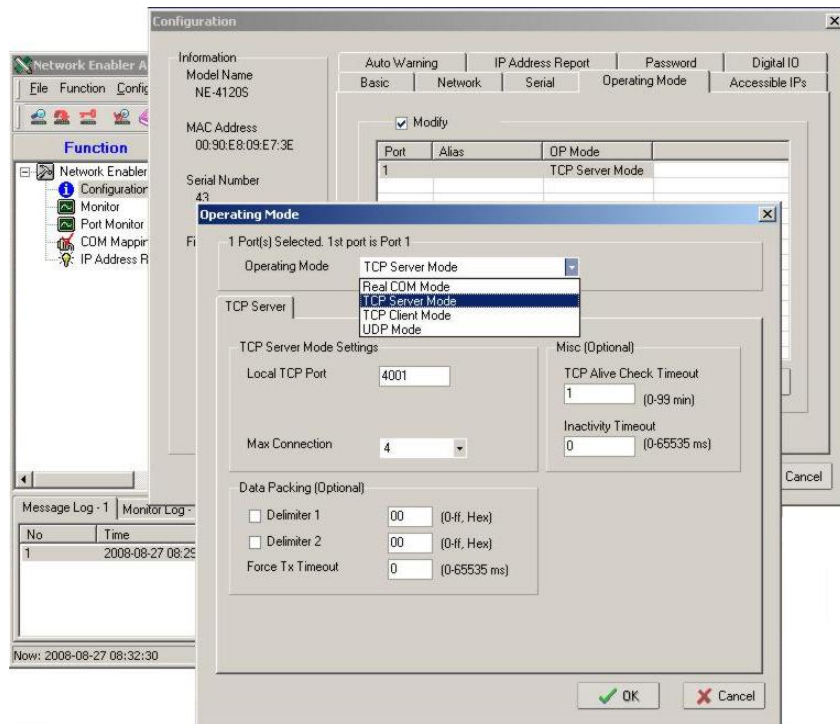 Configuration
Information
Model Name
NE-4120S
MAC Address
00:90:E8:09:E7:3E
Serial Number
43
Auto Warning
IP Address Report
Password
Digital IO
Basic
Network
Serial
Operating Mode
Accessible IPs
Modify
Port Alias OP Mode
1 TCP Server Mode
Cancel
Network Enabler A
File Function
Function
Network Enabler
Configuration
Monitor
Port Monitor
COM Mappin
IP Address R
Message Log - 1
Monitor Log -
No Time
1 2008-08-27 08:29
Now: 2008-08-27 08:32:30
Operating Mode
1 Port(s) Selected. 1st port is Port 1
Operating Mode TCP Server Mode
Real COM Mode
TCP Server Mode
TCP Client Mode
UDP Mode
TCP Server
TCP Server Mode Settings
Local TCP Port 4001
Max Connection 4
Misc (Optional)
TCP Alive Check Timeout
1 (0-99 min)
Inactivity Timeout
0 (0-65535 ms)
Data Packing (Optional)
Delimiter 1 00 (0-ff, Hex)
Delimiter 2 00 (0-ff, Hex)
Force Tx Timeout 0 (0-65535 ms)
OK
Cancel